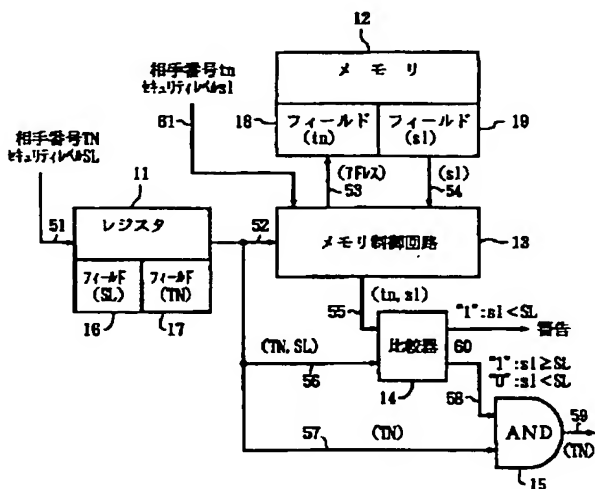 12
相手番号tn
セキュリティレベルsl
メモリ
61
18
フィールド
(tn)
フィールド
(sl)
19
相手番号TN
セキュリティレベルSL
(アドレス)
53
(sl)
54
11
51
レジスタ
52
メモリ制御回路
13
フィールド
(SL)
フィールド
(TN)
16
17
55
(tn,sl)
"1":sl<SL
警告
比較器
60
(TN,SL)
56
14
"1":sl≥SL
"0":sl<SL
58
57
(TN)
AND
59
(TN)
15